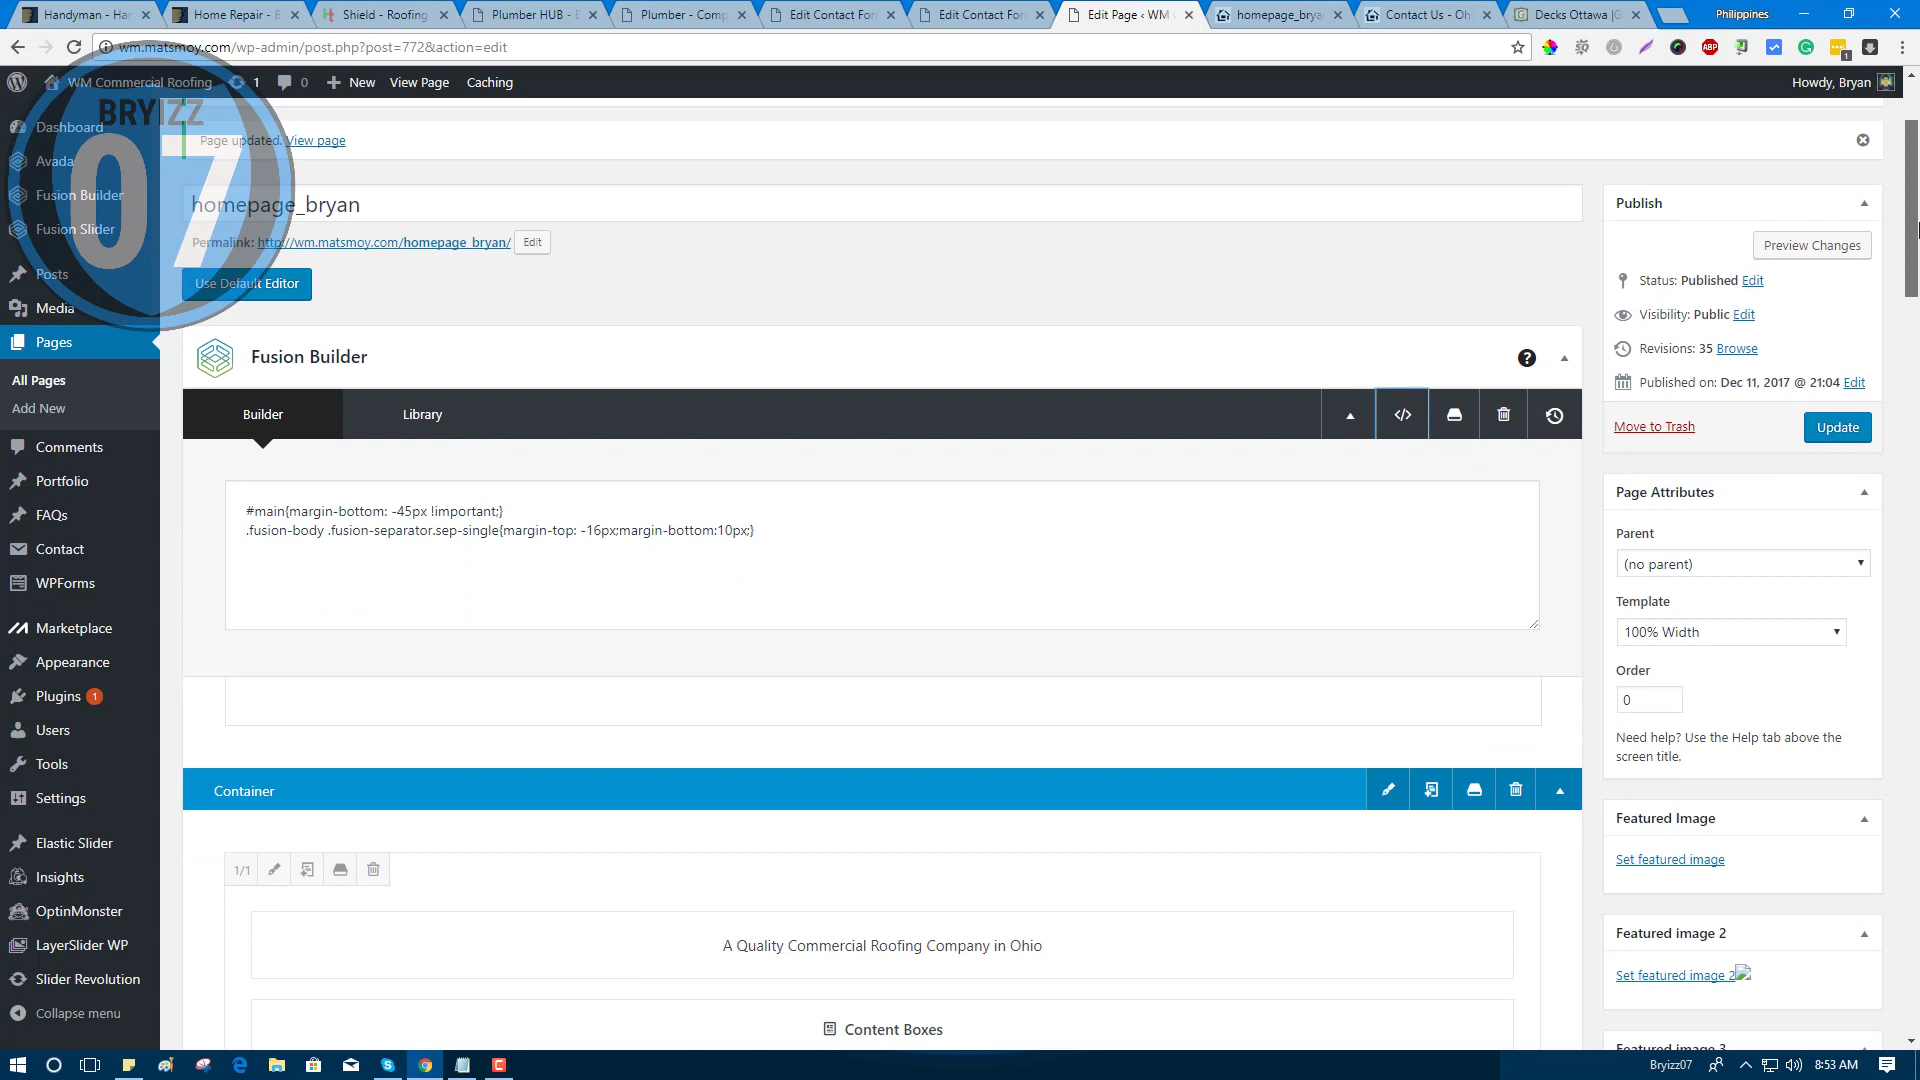 Handyman - Ha
Home Repair - B
Shield - Roofing
Plumber HUB - E
Plumber - Comp
Edit Contact For
Edit Contact For
Edit Page ‹ WM
homepage_brya
Contact Us - Oh
Decks Ottawa |G
Philippines
wm.matsmoy.com/wp-admin/post.php?post=772&action=edit
WM Commercial Roofing
1
0
New
View Page
Caching
Howdy, Bryan
BRYIZZ
07
Dashboard
Avada
Fusion Builder
Fusion Slider
Posts
Media
Pages
All Pages
Add New
Comments
Portfolio
FAQs
Contact
WPForms
Marketplace
Appearance
Plugins 1
Users
Tools
Settings
Elastic Slider
Insights
OptinMonster
LayerSlider WP
Slider Revolution
Collapse menu
Page updated. View page
homepage_bryan
Permalink: http://wm.matsmoy.com/homepage_bryan/ Edit
Use Default Editor
Fusion Builder
Builder
Library
#main{margin-bottom: -45px !important;}
.fusion-body .fusion-separator.sep-single{margin-top: -16px;margin-bottom:10px;}
Container
1/1
A Quality Commercial Roofing Company in Ohio
Content Boxes
Publish
Preview Changes
Status: Published Edit
Visibility: Public Edit
Revisions: 35 Browse
Published on: Dec 11, 2017 @ 21:04 Edit
Move to Trash
Update
Page Attributes
Parent
(no parent)
Template
100% Width
Order
0
Need help? Use the Help tab above the
screen title.
Featured Image
Set featured image
Featured image 2
Set featured image 2
Featured image 3
Bryizz07
8:53 AM